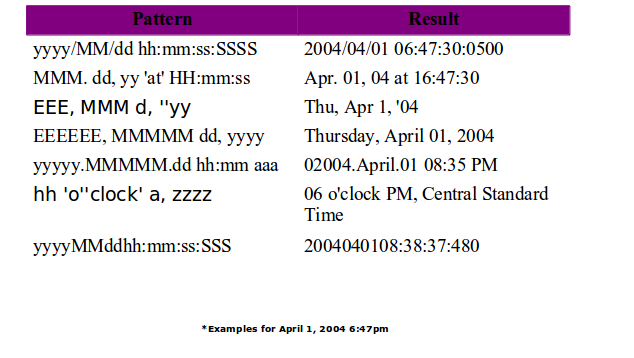 Pattern Result
yyyy/MM/dd hh:mm:ss:SSSS 2004/04/01 06:47:30:0500
MMM. dd, yy 'at' HH:mm:ss Apr. 01, 04 at 16:47:30
EEE, MMM d, ''yy Thu, Apr 1, '04
EEEEEE, MMMMM dd, yyyy Thursday, April 01, 2004
yyyyy.MMMMM.dd hh:mm aaa 02004.April.01 08:35 PM
hh 'o''clock' a, zzzz 06 o'clock PM, Central Standard
Time
yyyyMMddhh:mm:ss:SSS 2004040108:38:37:480
*Examples for April 1, 2004 6:47pm